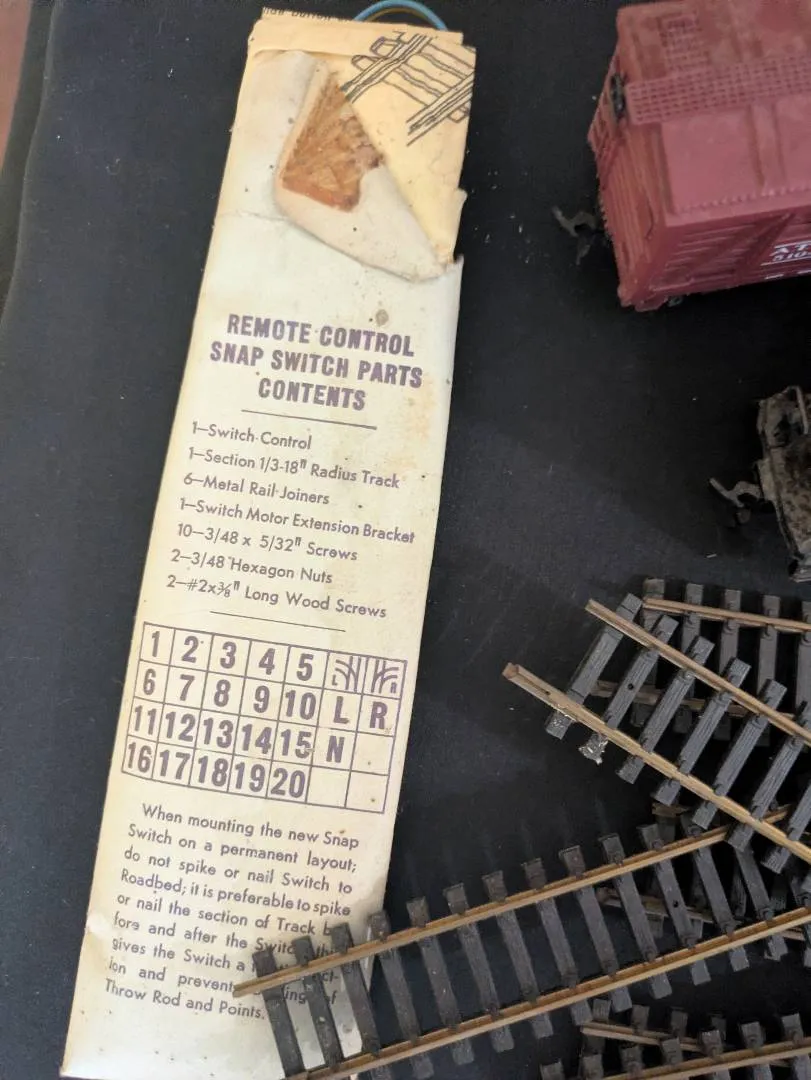 REMOTE CONTROL
SNAP SWITCH PARTS
CONTENTS
1—Switch Control
1—Section 1/3-18" Radius Track
6—Metal Rail Joiners
1—Switch Motor Extension Bracket
10—3/48 x 5/32" Screws
2—3/48 Hexagon Nuts
2—#2x⅜" Long Wood Screws
1 2 3 4 5 L R
6 7 8 9 10 L R
11 12 13 14 15 N
16 17 18 19 20
When mounting the new Snap
Switch on a permanent layout;
do not spike or nail Switch to
Roadbed; it is preferable to spike
or nail the section of Track
fore and after the
gives the Switch a
ion and prevent of
Throw Rod and Points.